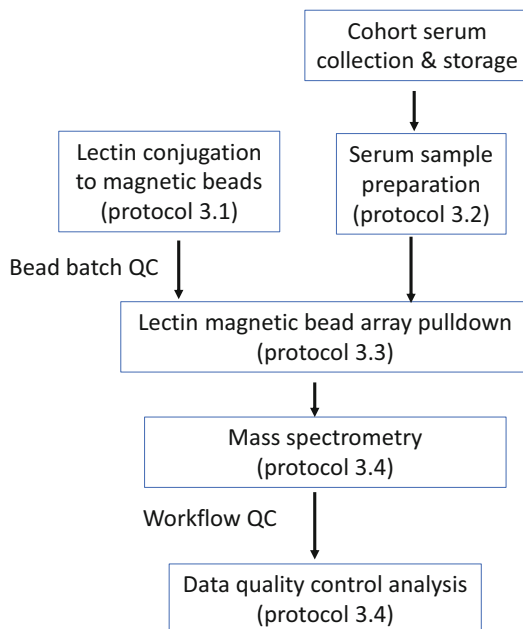 Cohort serum
collection & storage
Lectin conjugation
to magnetic beads
(protocol 3.1)
Serum sample
preparation
(protocol 3.2)
Bead batch QC
Lectin magnetic bead array pulldown
(protocol 3.3)
Mass spectrometry
(protocol 3.4)
Workflow QC
Data quality control analysis
(protocol 3.4)